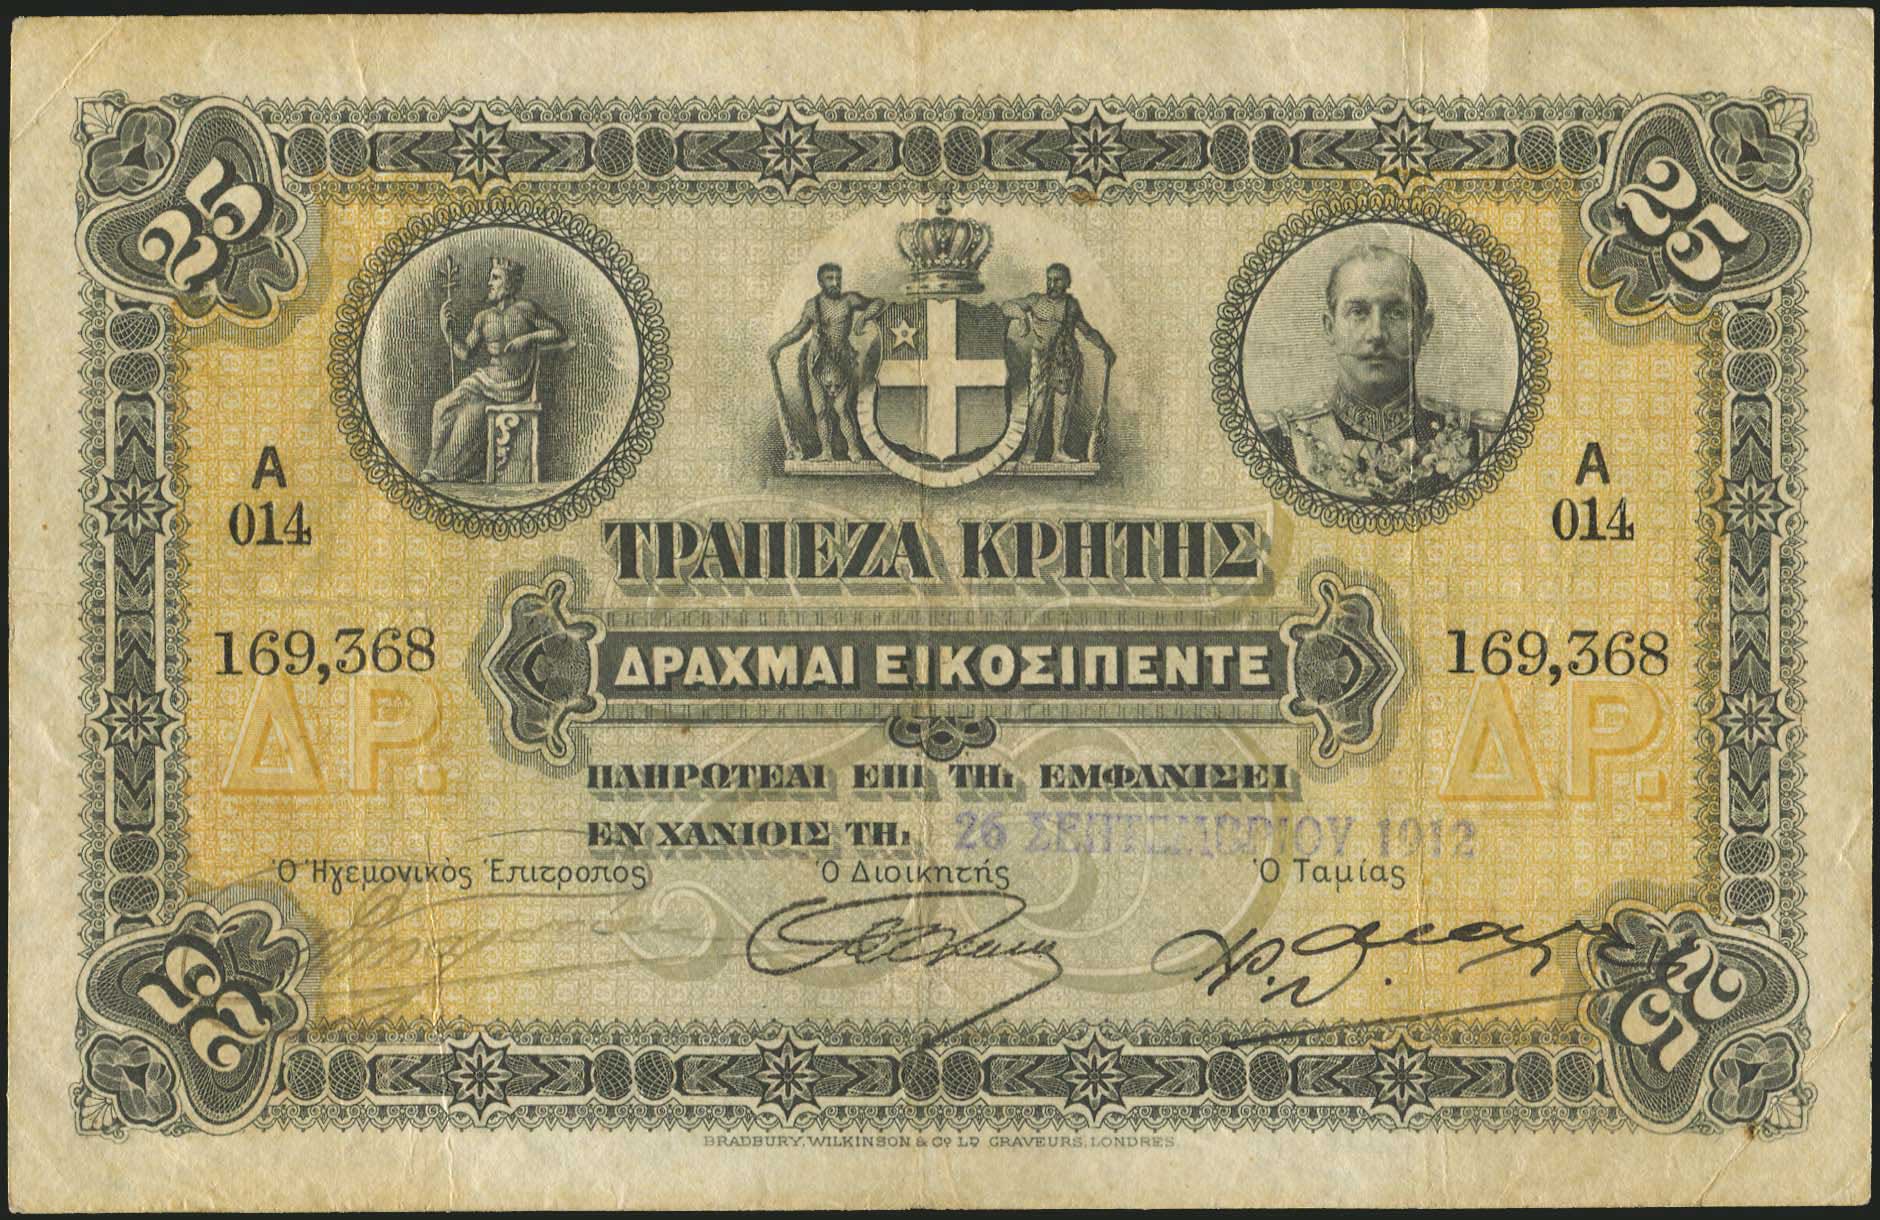 25 25
A A
014 014
ΤΡΑΠΕΖΑ ΚΡΗΤΗΣ
169,368 ΔΡΑΧΜΑΙ ΕΙΚΟΣΙΠΕΝΤΕ 169,368
ΔΡ. ΔΡ.
ΠΛΗΡΩΤΕΑΙ ΕΠΙ ΤΗι ΕΜΦΑΝΙΣΕΙ
ΕΝ ΧΑΝΙΟΙΣ ΤΗι 26 ΣΕΠΤΕΜΒΡΙΟΥ 1912
Ὁ Ἡγεμονικὸς Ἐπίτροπος Ὁ Διοικητής Ὁ Ταμίας
25 25
BRADBURY, WILKINSON & Cº Lᴰ GRAVEURS, LONDRES.